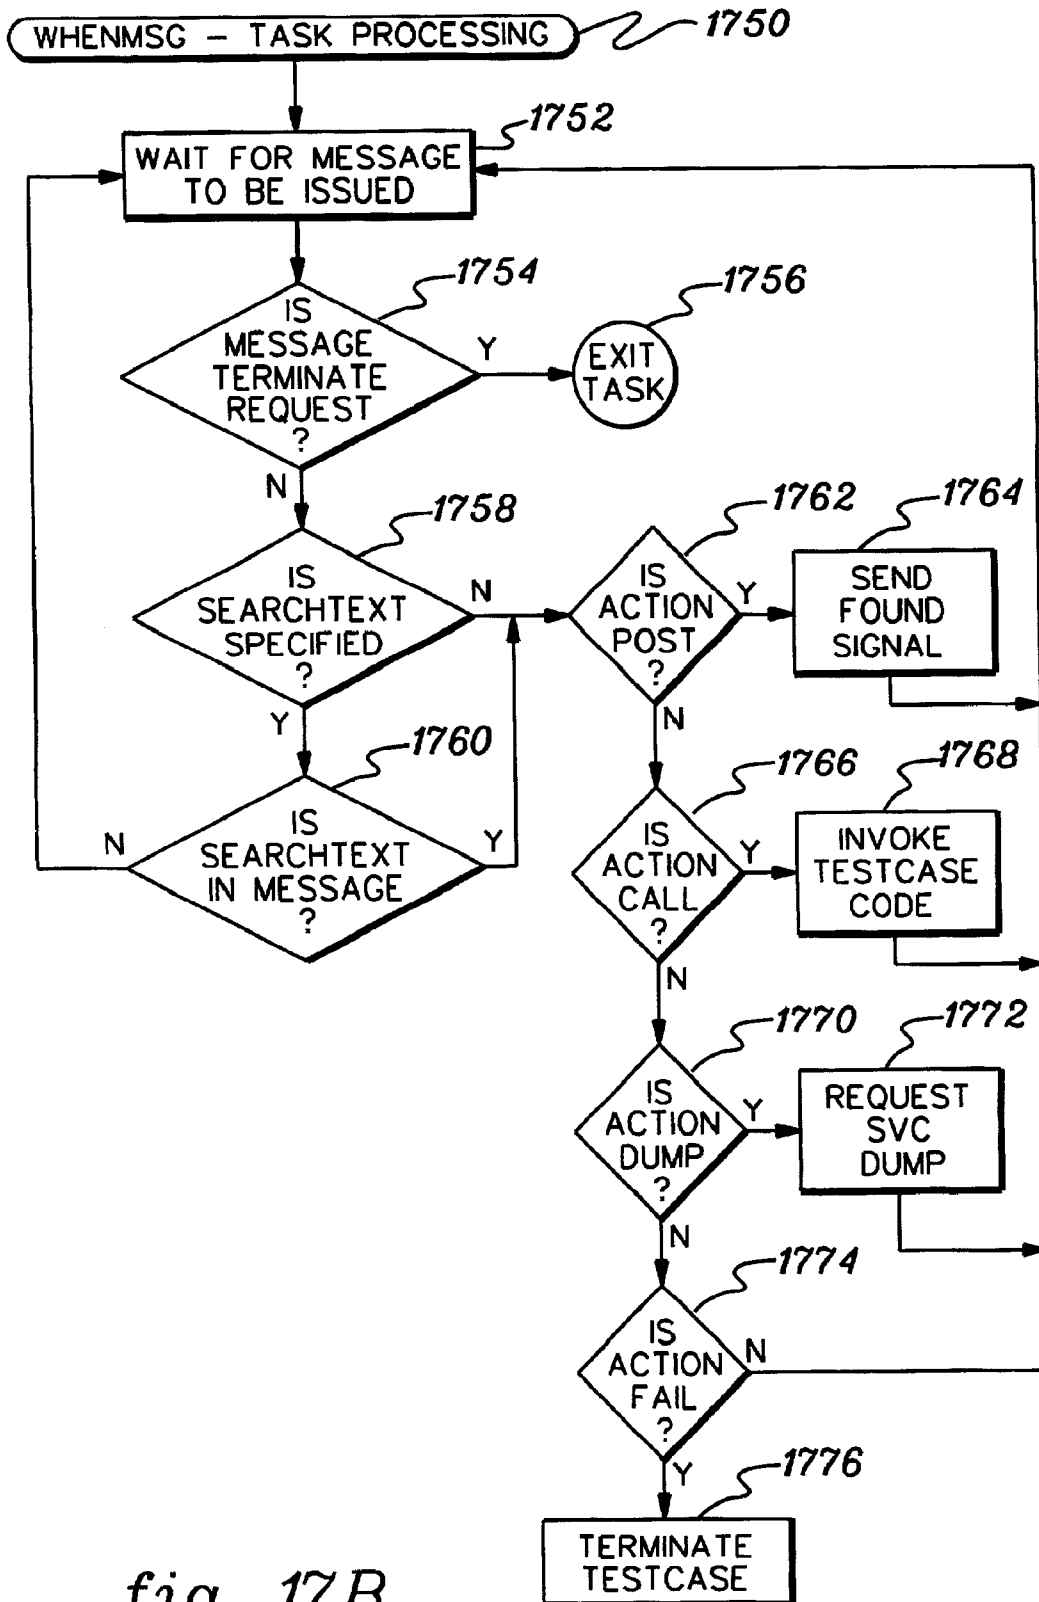 WHENMSG – TASK PROCESSING
1750
1752
WAIT FOR MESSAGE
TO BE ISSUED
1754
IS
MESSAGE
TERMINATE
REQUEST
?
Y
N
1756
EXIT
TASK
1758
IS
SEARCHTEXT
SPECIFIED
?
N
Y
1760
IS
SEARCHTEXT
IN MESSAGE
?
N
Y
1762
IS
ACTION
POST
?
Y
N
1764
SEND
FOUND
SIGNAL
1766
IS
ACTION
CALL
?
Y
N
1768
INVOKE
TESTCASE
CODE
1770
IS
ACTION
DUMP
?
Y
N
1772
REQUEST
SVC
DUMP
1774
IS
ACTION
FAIL
?
N
Y
1776
TERMINATE
TESTCASE
fig. 17B